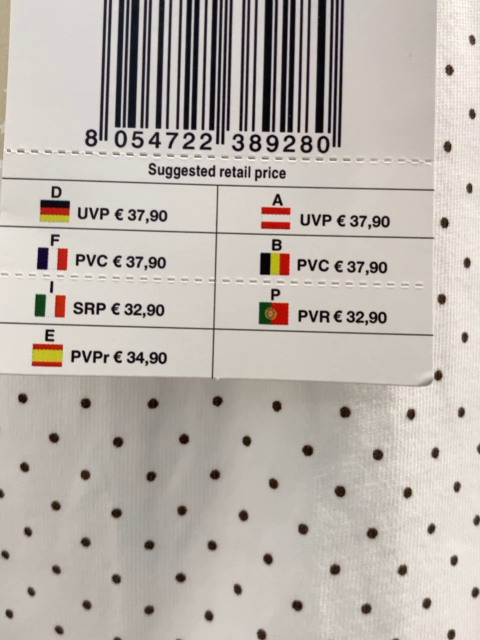 8 054722 389280
Suggested retail price
D
UVP € 37,90
A
UVP € 37,90
F
PVC € 37,90
B
PVC € 37,90
I
SRP € 32,90
P
PVR € 32,90
E
PVPr € 34,90